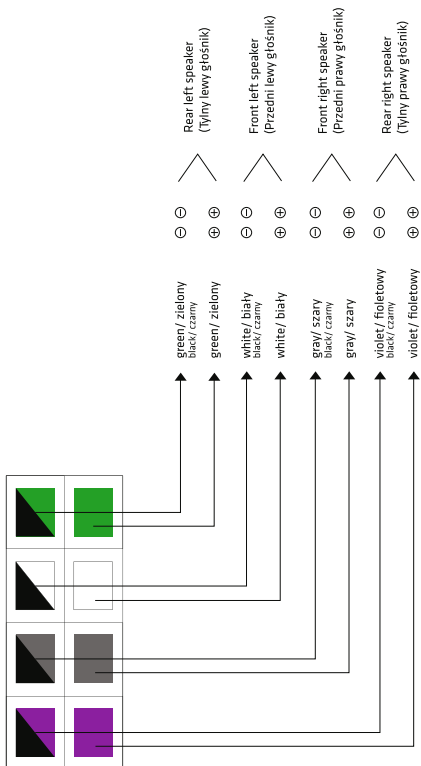 Rear left speaker
(Tylny lewy głośnik)
Front left speaker
(Przedni lewy głośnik)
Front right speaker
(Przedni prawy głośnik)
Rear right speaker
(Tylny prawy głośnik)
⊖ ⊕ ⊖ ⊕ ⊖ ⊕ ⊖ ⊕
⊖ ⊕ ⊖ ⊕ ⊖ ⊕ ⊖ ⊕
green/ zielony
black/ czarny
green/ zielony
white/ biały
black/ czarny
white/ biały
gray/ szary
black/ czarny
gray/ szary
violet/ fioletowy
black/ czarny
violet/ fioletowy